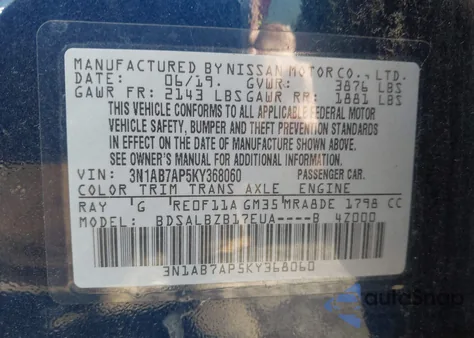 MANUFACTURED BY NISSAN MOTOR CO., LTD.
DATE: 06/19 GVWR: 3876 LBS
GAWR FR: 2143 LBS GAWR RR: 1881 LBS
THIS VEHICLE CONFORMS TO ALL
APPLICABLE FEDERAL MOTOR
VEHICLE SAFETY, BUMPER AND THEFT PREVENTION STANDARDS
IN EFFECT ON THE DATE OF MANUFACTURE SHOWN ABOVE.
SEE OWNER'S MANUAL FOR ADDITIONAL INFORMATION.
VIN: 3N1AB7AP5KY368060 PASSENGER CAR.
COLOR TRIM TRANS AXLE ENGINE
RAY G RE0F11A GM35 MRA8DE 1798 CC
MODEL: BDSALBZB17EUA----B 4Z000
3N1AB7AP5KY368060
autoSnap